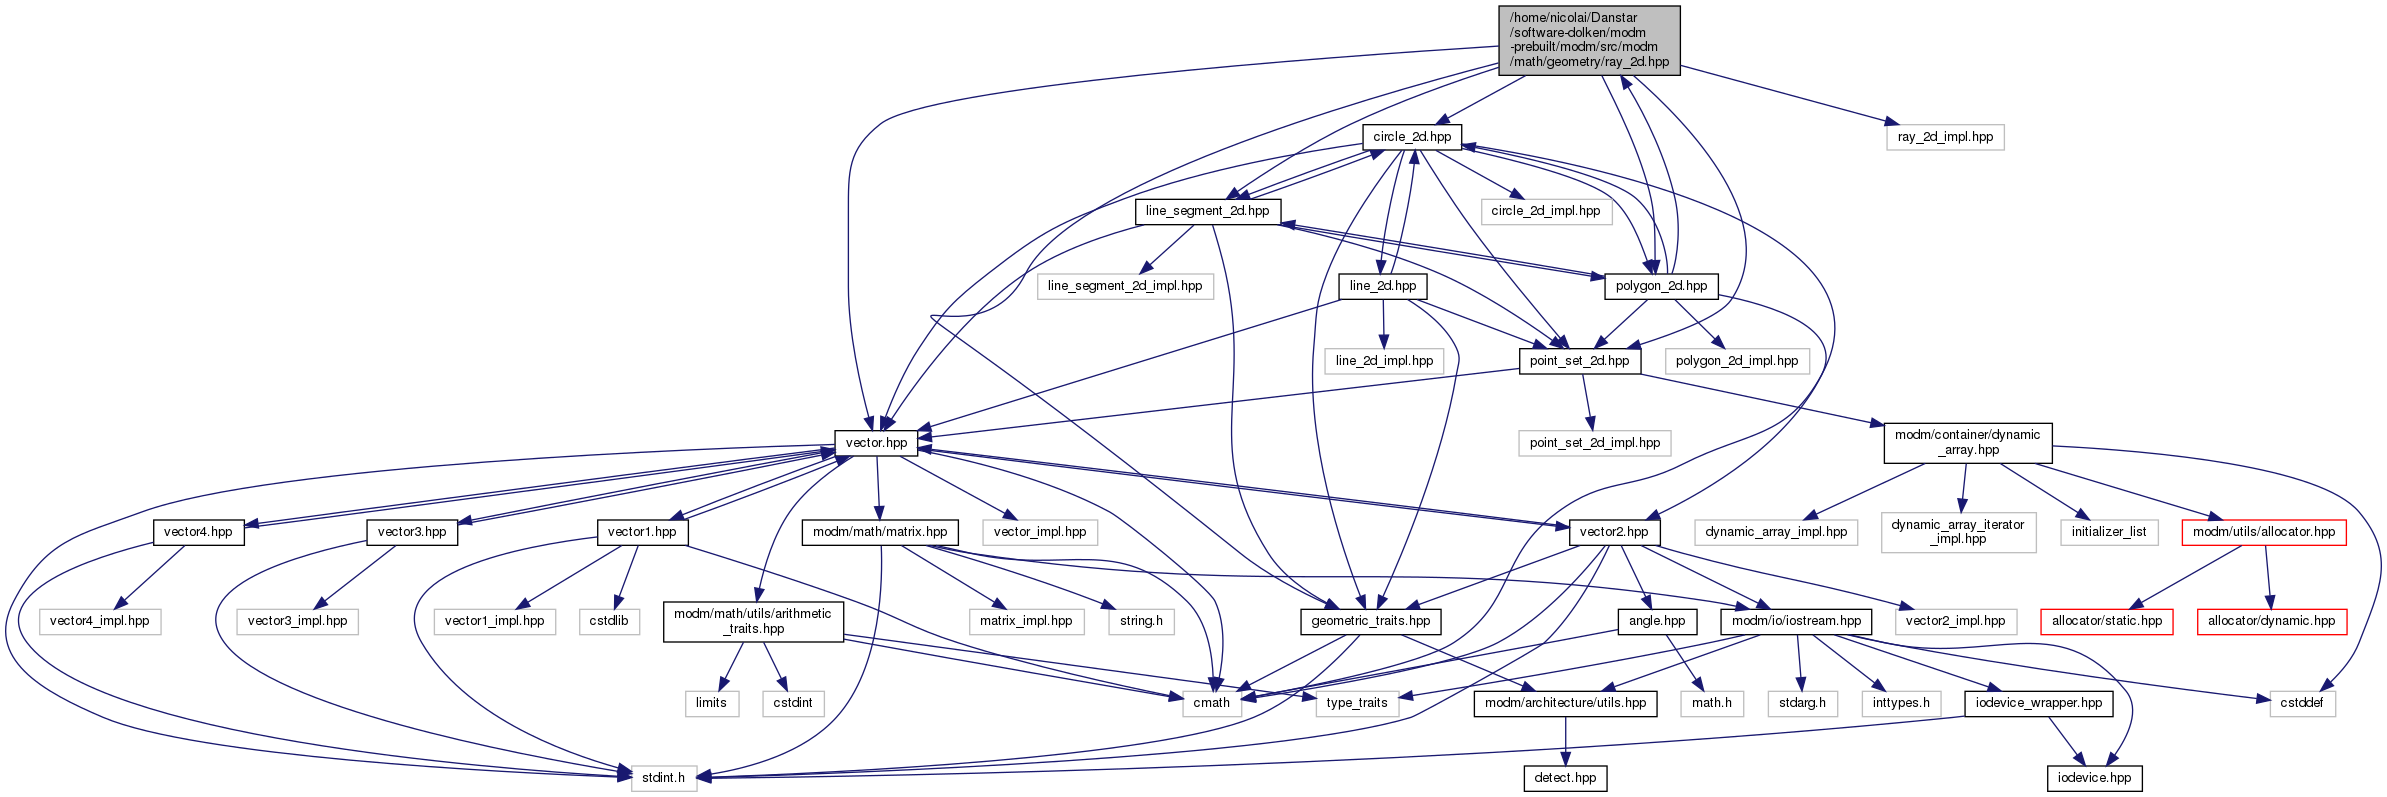 /home/nicolai/Danstar
/software-dolken/modm
-prebuilt/modm/src/modm
/math/geometry/ray_2d.hpp
circle_2d.hpp
ray_2d_impl.hpp
line_segment_2d.hpp
circle_2d_impl.hpp
line_segment_2d_impl.hpp
line_2d.hpp
polygon_2d.hpp
line_2d_impl.hpp
point_set_2d.hpp
polygon_2d_impl.hpp
vector.hpp
point_set_2d_impl.hpp
modm/container/dynamic
_array.hpp
vector4.hpp
vector3.hpp
vector1.hpp
modm/math/matrix.hpp
vector_impl.hpp
vector2.hpp
dynamic_array_impl.hpp
dynamic_array_iterator
_impl.hpp
initializer_list
modm/utils/allocator.hpp
vector4_impl.hpp
vector3_impl.hpp
vector1_impl.hpp
cstdlib
modm/math/utils/arithmetic
_traits.hpp
matrix_impl.hpp
string.h
geometric_traits.hpp
angle.hpp
modm/io/iostream.hpp
vector2_impl.hpp
allocator/static.hpp
allocator/dynamic.hpp
limits
cstdint
cmath
type_traits
modm/architecture/utils.hpp
math.h
stdarg.h
inttypes.h
iodevice_wrapper.hpp
cstddef
stdint.h
detect.hpp
iodevice.hpp